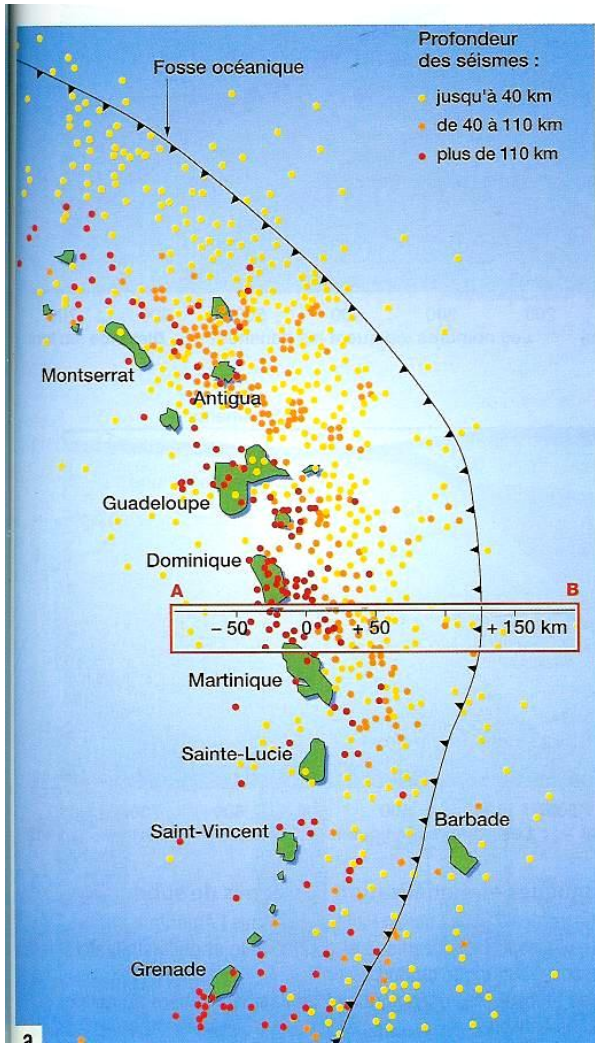 Profondeur
des séismes :
jusqu'à 40 km
de 40 à 110 km
plus de 110 km
Fosse océanique
Montserrat
Antigua
Guadeloupe
Dominique
A
B
– 50
0
+ 50
+ 150 km
Martinique
Sainte-Lucie
Saint-Vincent
Barbade
Grenade
a